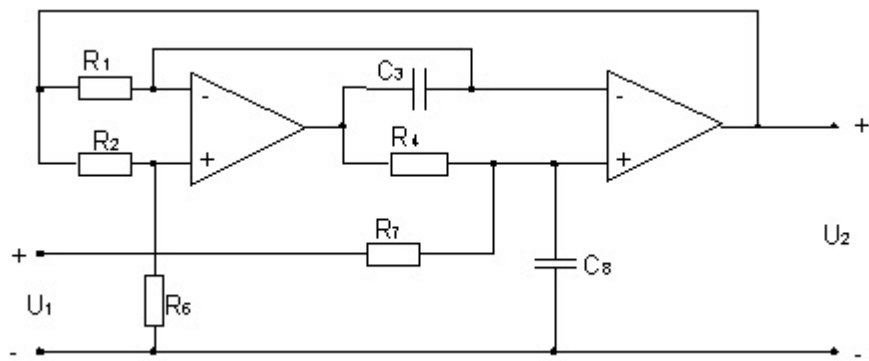 R₁
C₃
-
-
R₂
R₄
+
+
+
R₇
U₂
+
C₈
U₁
R₆
-
-